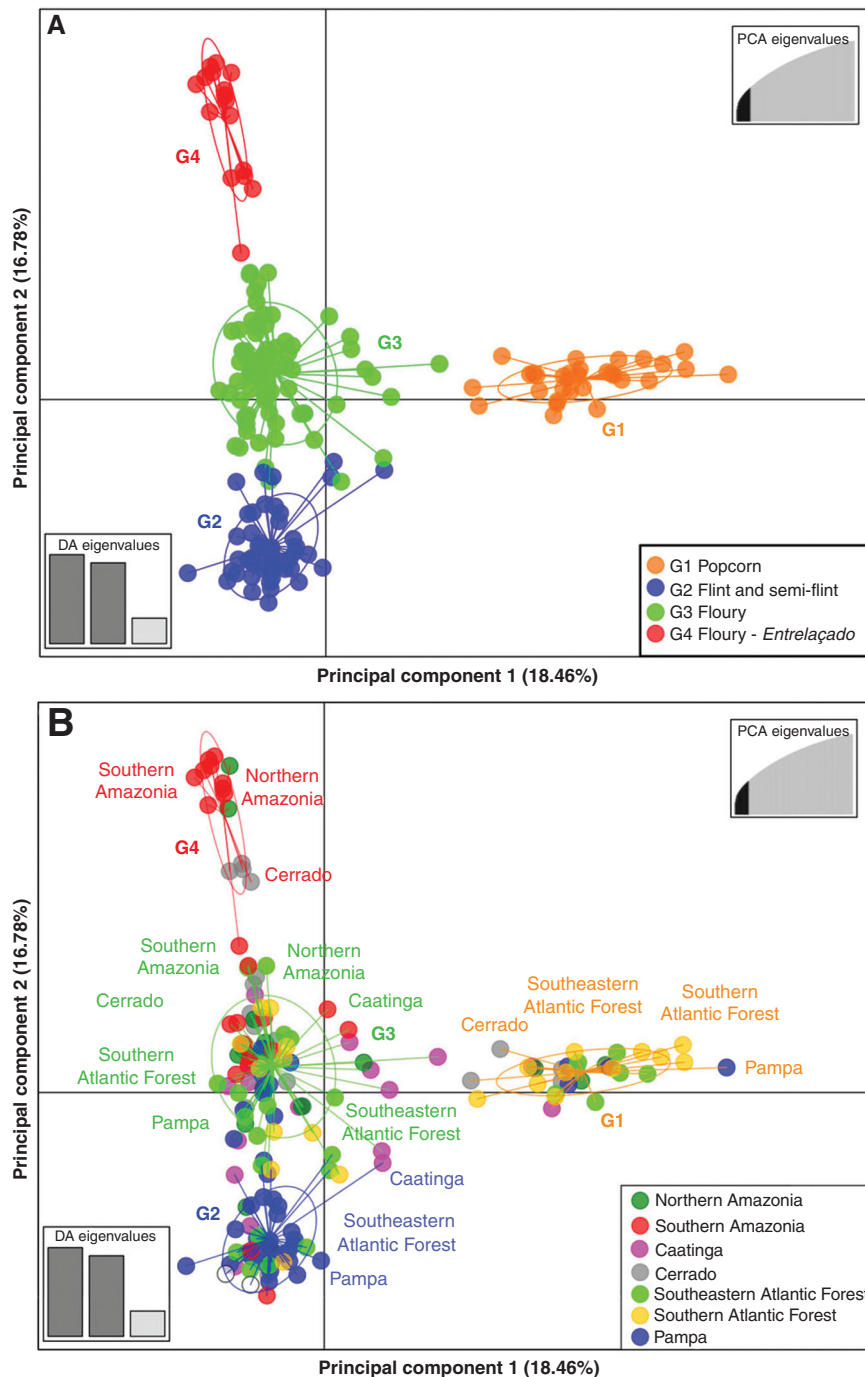 A
PCA eigenvalues
G4
G3
G1
G2
DA eigenvalues
G1 Popcorn
G2 Flint and semi-flint
G3 Floury
G4 Floury - Entrelaçado
Principal component 2 (16.78%)
Principal component 1 (18.46%)
B
PCA eigenvalues
Southern
Amazonia
Northern
Amazonia
G4
Cerrado
Southern
Amazonia
Northern
Amazonia
Cerrado
Caatinga
G3
Southern
Atlantic Forest
Pampa
Southeastern
Atlantic Forest
Southeastern
Atlantic Forest
Southern
Atlantic Forest
Cerrado
Pampa
G1
Caatinga
G2
Southeastern
Atlantic Forest
Pampa
DA eigenvalues
Northern Amazonia
Southern Amazonia
Caatinga
Cerrado
Southeastern Atlantic Forest
Southern Atlantic Forest
Pampa
Principal component 2 (16.78%)
Principal component 1 (18.46%)